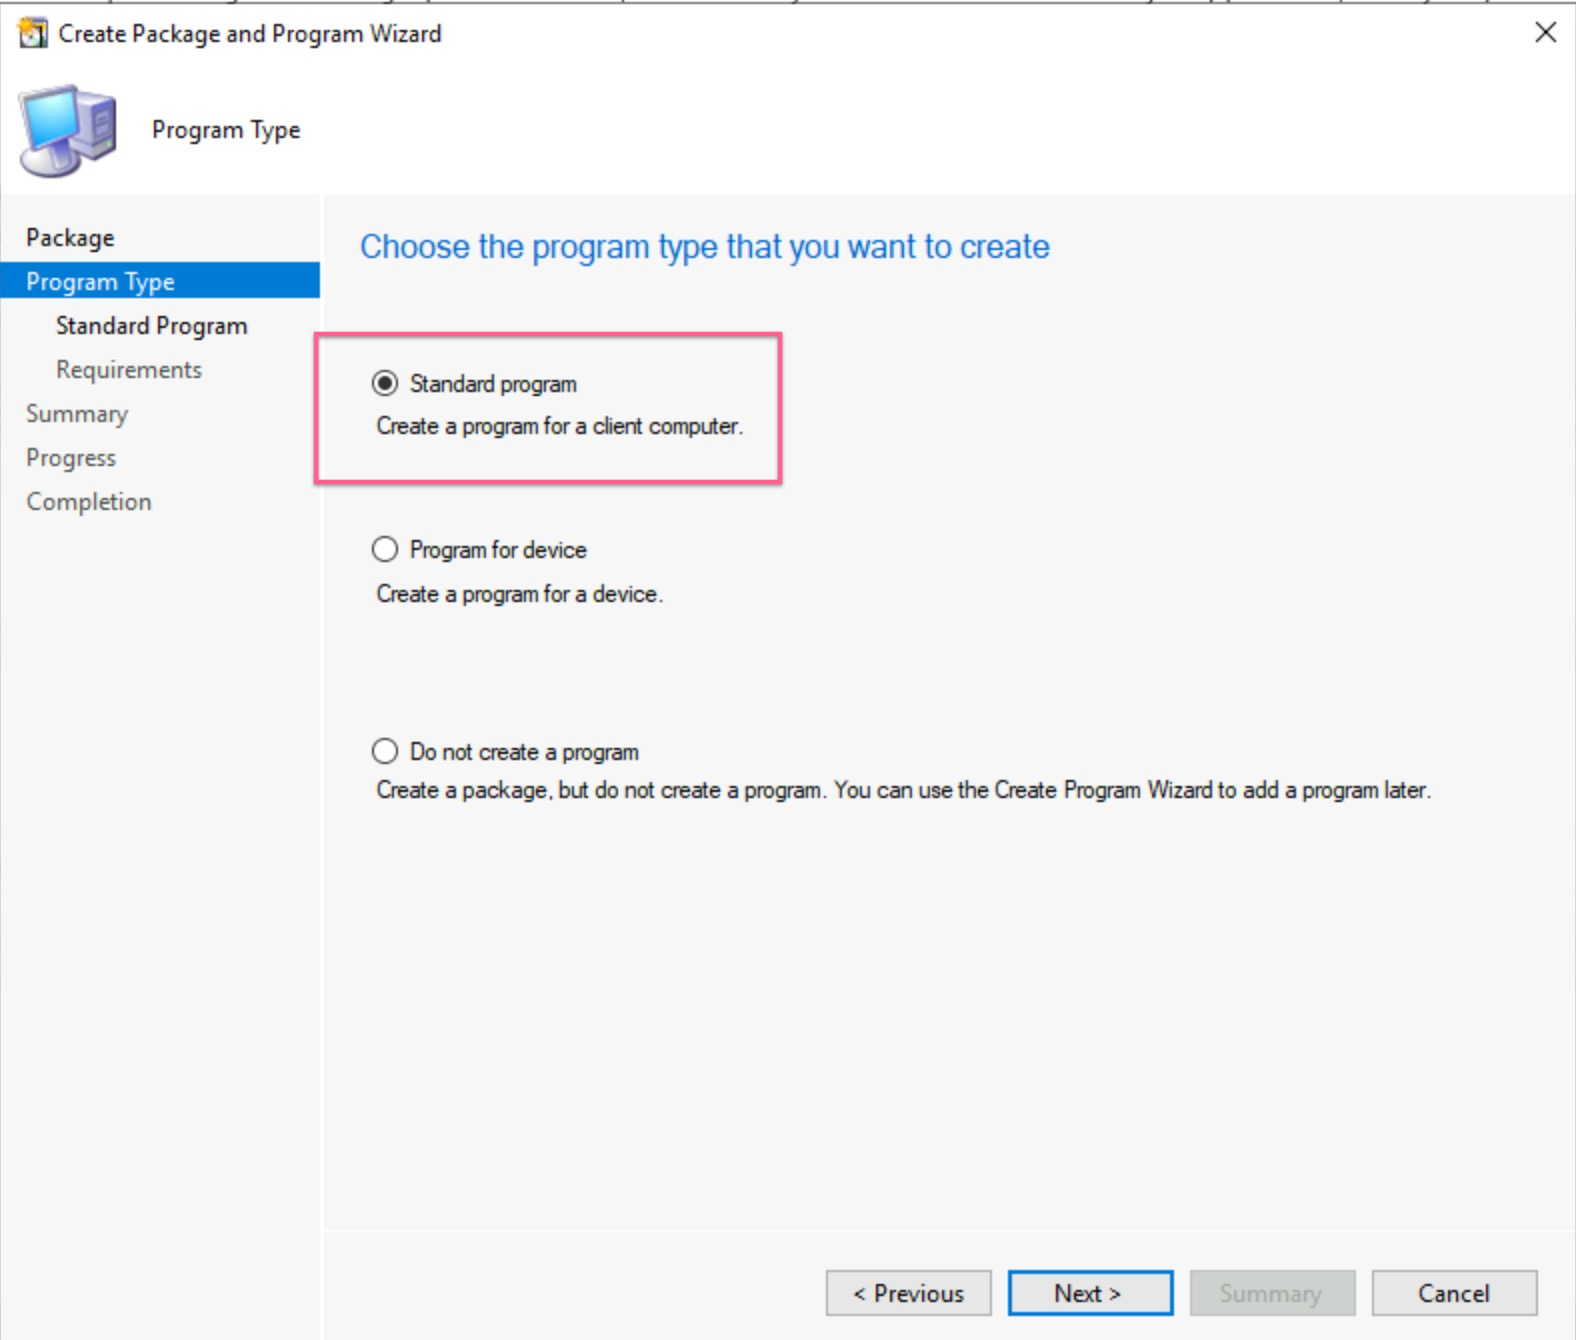 Create Package and Program Wizard
Program Type
Package
Program Type
Standard Program
Requirements
Summary
Progress
Completion
Choose the program type that you want to create
Standard program
Create a program for a client computer.
Program for device
Create a program for a device.
Do not create a program
Create a package, but do not create a program. You can use the Create Program Wizard to add a program later.
< Previous
Next >
Summary
Cancel